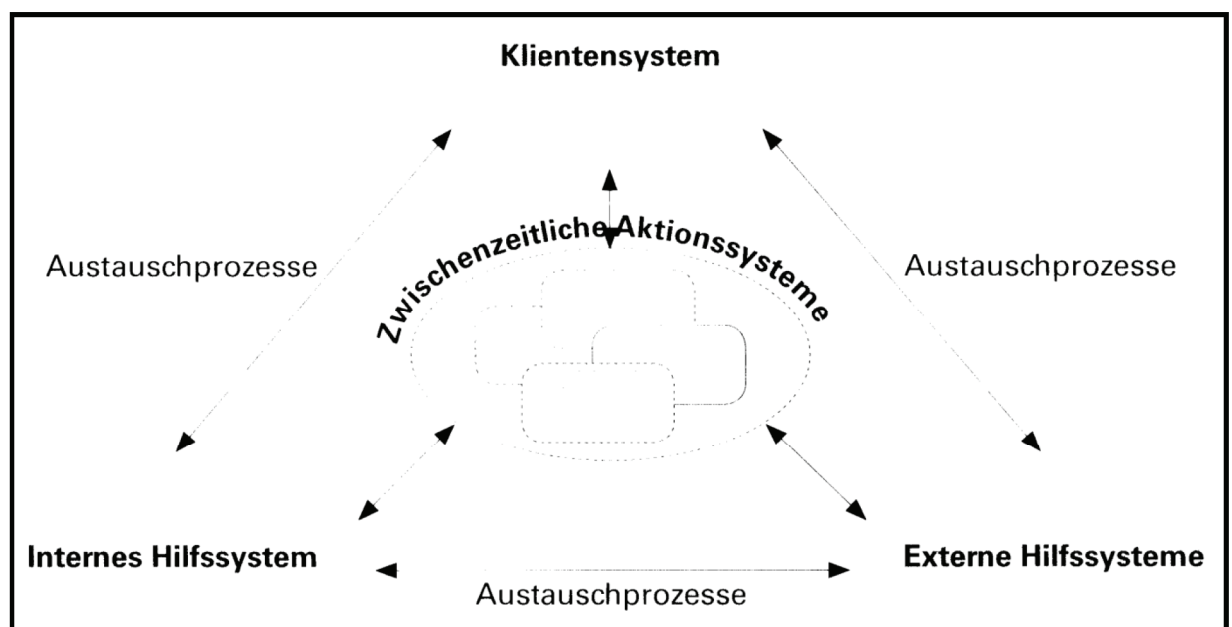 Klientensystem
Zwischenzeitliche Aktionssysteme
Austauschprozesse
Austauschprozesse
Internes Hilfssystem
Externe Hilfssysteme
Austauschprozesse